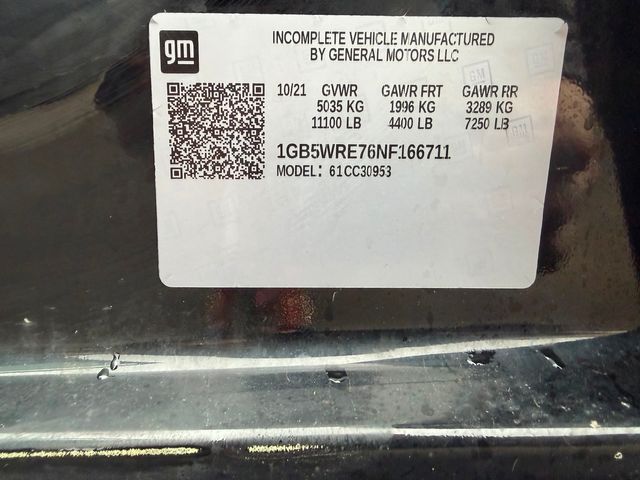 gm
INCOMPLETE VEHICLE MANUFACTURED
BY GENERAL MOTORS LLC
10/21 GVWR GAWR FRT GAWR RR
5035 KG 1996 KG 3289 KG
11100 LB 4400 LB 7250 LB
1GB5WRE76NF166711
MODEL: 61CC30953